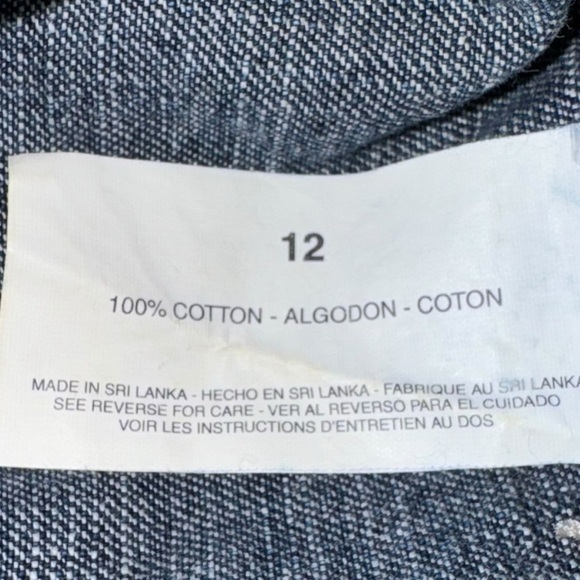 12
100% COTTON - ALGODON - COTON
MADE IN SRI LANKA - HECHO EN SRI LANKA - FABRIQUE AU SRI LANKA
SEE REVERSE FOR CARE - VER AL REVERSO PARA EL CUIDADO
VOIR LES INSTRUCTIONS D'ENTRETIEN AU DOS